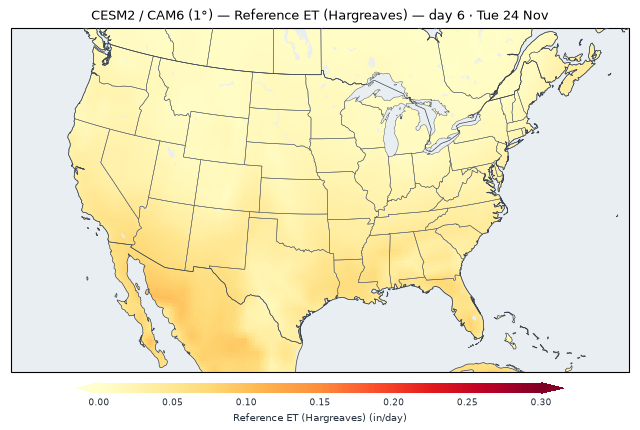 CESM2 / CAM6 (1°) — Reference ET (Hargreaves) — day 6 · Tue 24 Nov
0.00 0.05 0.10 0.15 0.20 0.25 0.30
Reference ET (Hargreaves) (in/day)